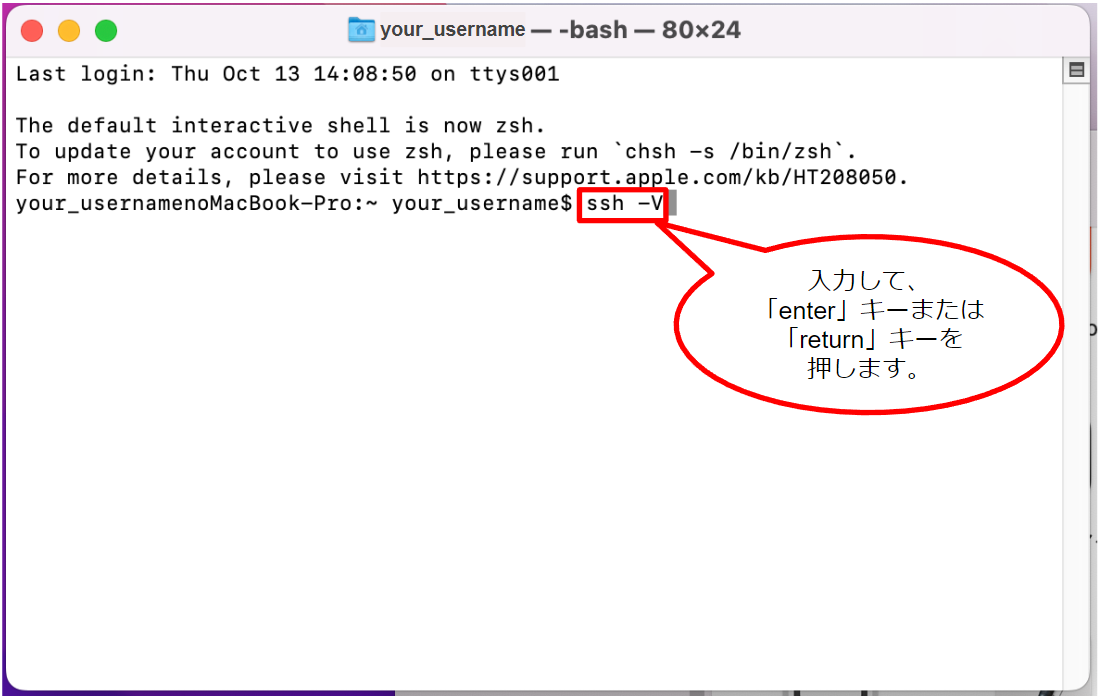 your_username — -bash — 80×24
Last login: Thu Oct 13 14:08:50 on ttys001
The default interactive shell is now zsh.
To update your account to use zsh, please run `chsh -s /bin/zsh`.
For more details, please visit https://support.apple.com/kb/HT208050.
your_usernamenoMacBook-Pro:~ your_username$ ssh -V
入力して、
「enter」キーまたは
「return」キーを
押します。